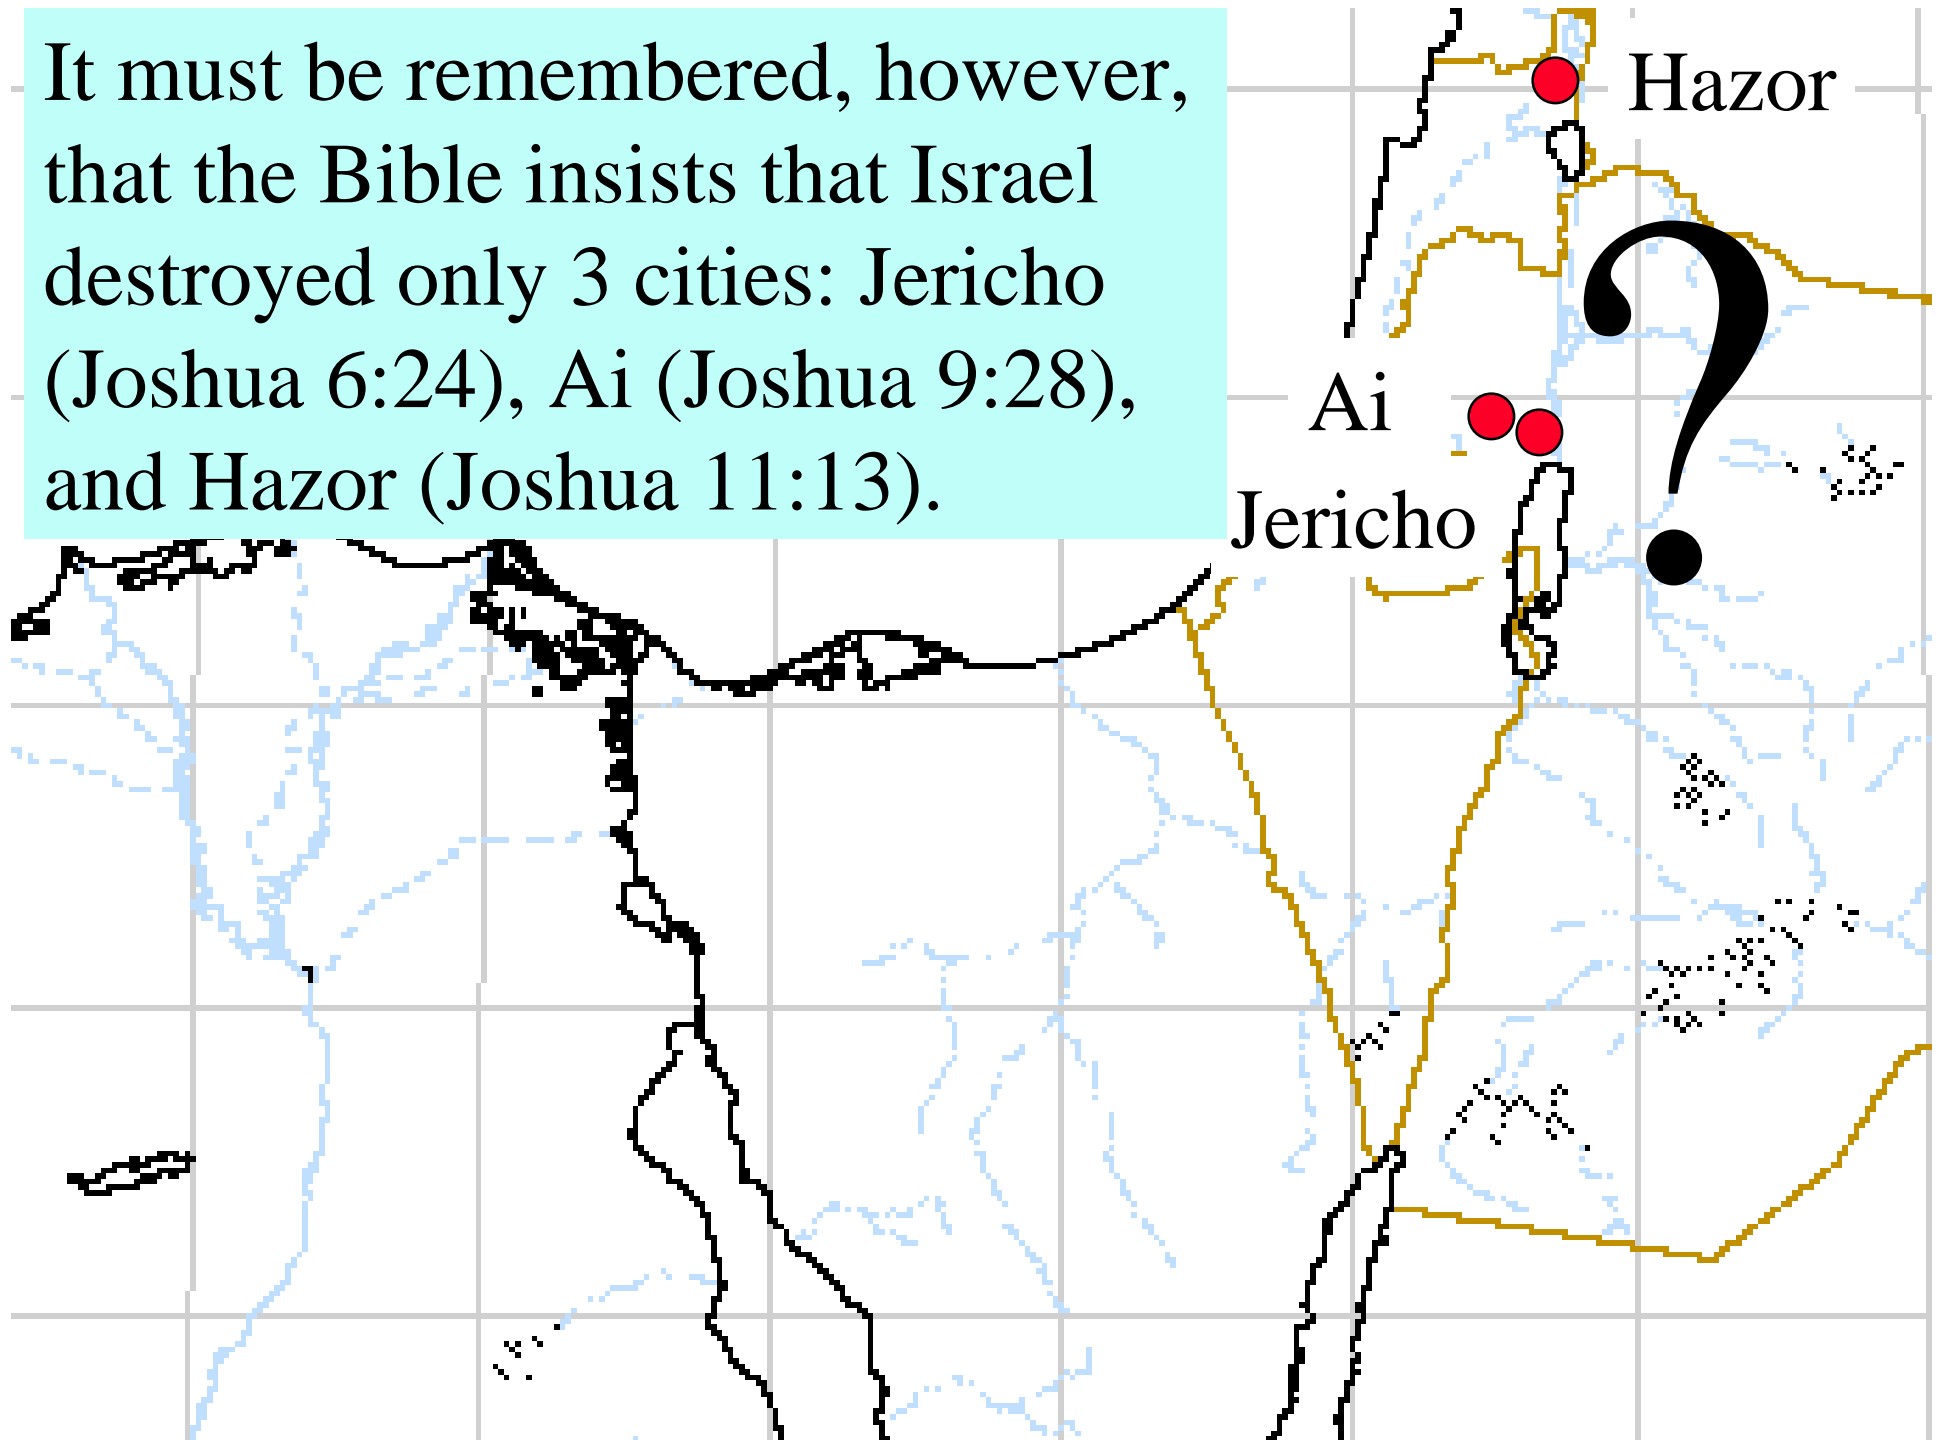 It must be remembered, however,
that the Bible insists that Israel
destroyed only 3 cities: Jericho
(Joshua 6:24), Ai (Joshua 9:28),
and Hazor (Joshua 11:13).
Hazor
?
Ai
Jericho